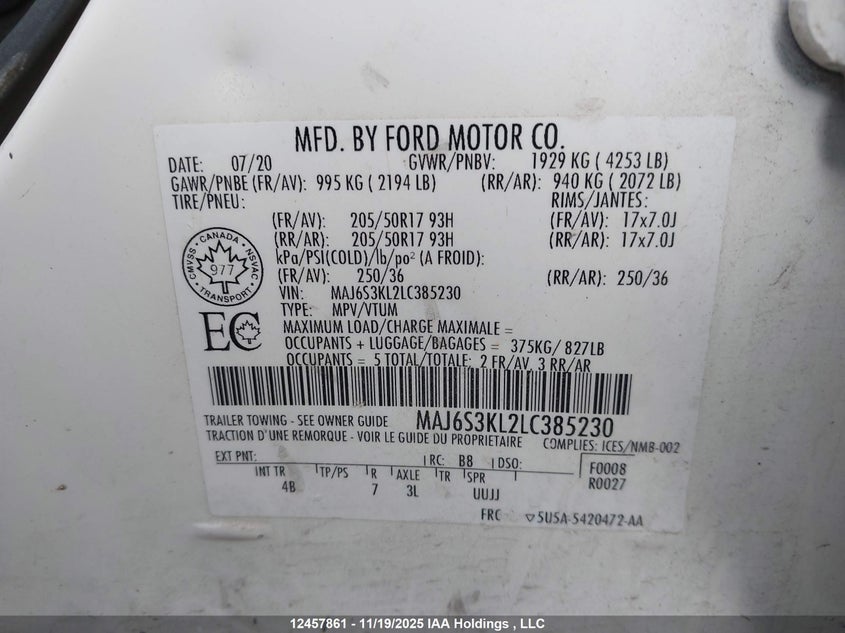 MFD. BY FORD MOTOR CO.
DATE: 07/20 GVWR/PNBV: 1929 KG ( 4253 LB)
GAWR/PNBE (FR/AV): 995 KG ( 2194 LB) (RR/AR): 940 KG ( 2072 LB)
TIRE/PNEU: RIMS/JANTES:
(FR/AV): 205/50R17 93H (FR/AV): 17x7.0J
(RR/AR): 205/50R17 93H (RR/AR): 17x7.0J
kPa/PSI(COLD)/lb/po² (A FROID):
(FR/AV): 250/36 (RR/AR): 250/36
VIN: MAJ6S3KL2LC385230
TYPE: MPV/VTUM
CANADA
CMVSS NSVAC
977
TRANSPORT
EC
MAXIMUM LOAD/CHARGE MAXIMALE =
OCCUPANTS + LUGGAGE/BAGAGES = 375KG/ 827LB
OCCUPANTS = 5 TOTAL/TOTALE: 2 FR/AV, 3 RR/AR
TRAILER TOWING - SEE OWNER GUIDE MAJ6S3KL2LC385230
TRACTION D'UNE REMORQUE - VOIR LE GUIDE DU PROPRIETAIRE COMPLIES: ICES/NMB-002
EXT PNT: RC: B8 DSO: F0008
INT TR TP/PS R AXLE TR SPR R0027
4B 7 3L UUJJ
FRC ▽5U5A-5420472-AA
12457861 - 11/19/2025 IAA Holdings , LLC